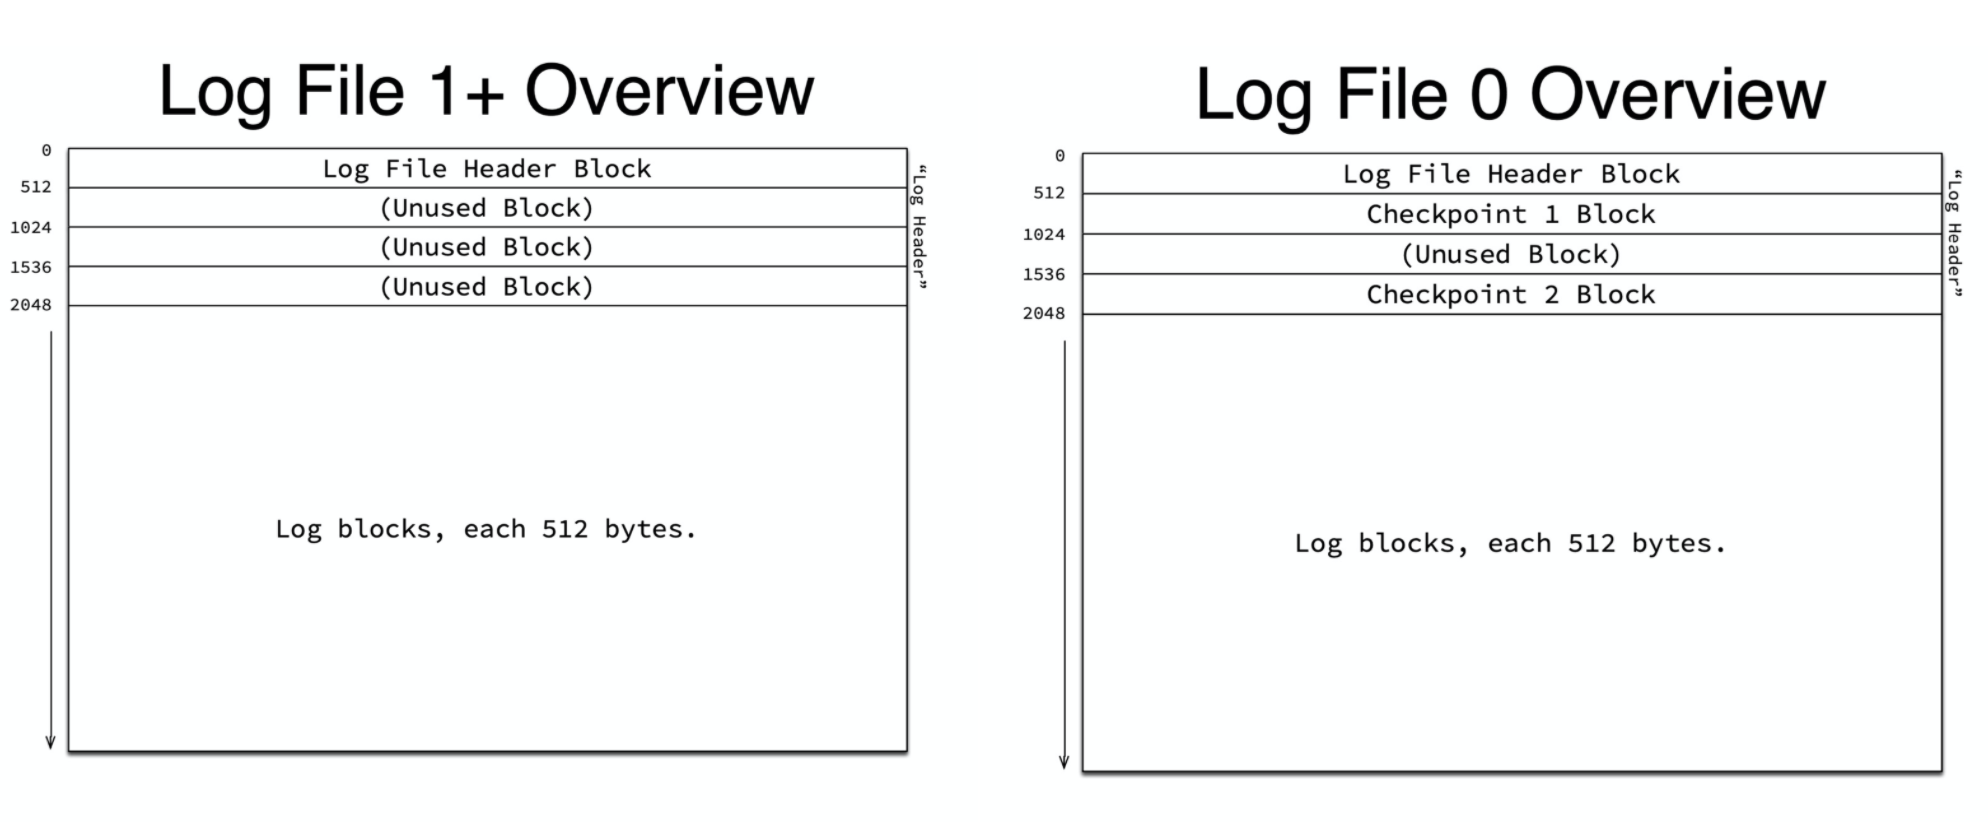 Log File 1+ Overview
0
Log File Header Block
512
(Unused Block)
1024
(Unused Block)
1536
(Unused Block)
2048
“Log Header”
Log blocks, each 512 bytes.
Log File 0 Overview
0
Log File Header Block
512
Checkpoint 1 Block
1024
(Unused Block)
1536
Checkpoint 2 Block
2048
“Log Header”
Log blocks, each 512 bytes.